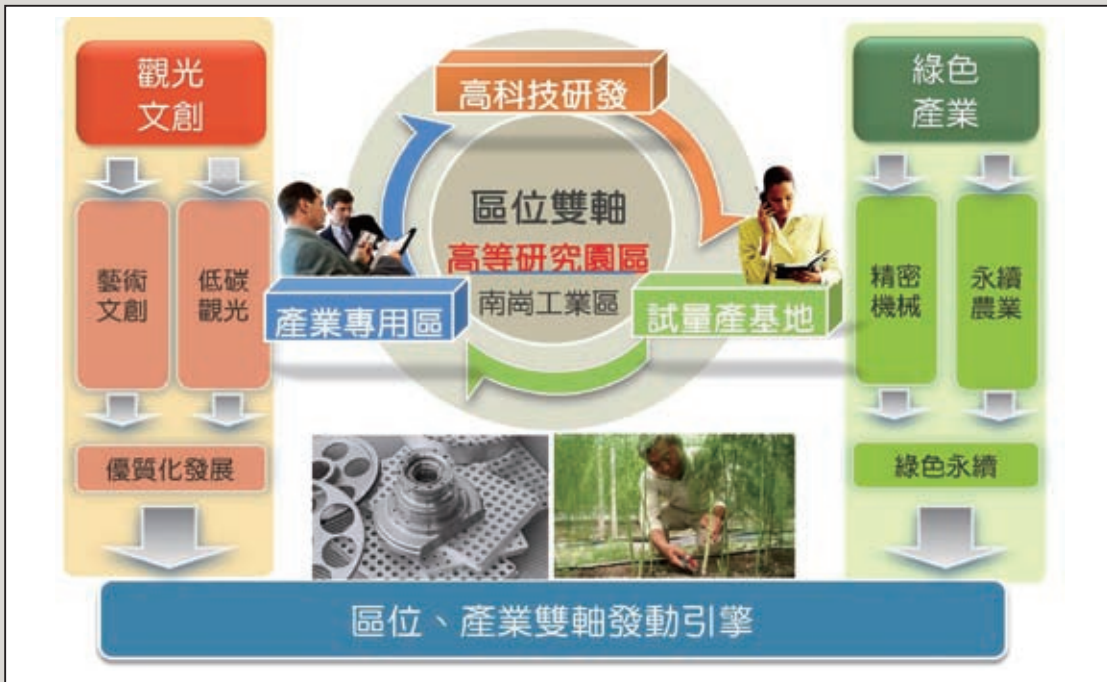 觀光
文創
藝術
文創
低碳
觀光
優質化發展
高科技研發
區位雙軸
高等研究園區
南崗工業區
產業專用區
試量產基地
綠色
產業
精密
機械
永續
農業
綠色永續
區位、產業雙軸發動引擎